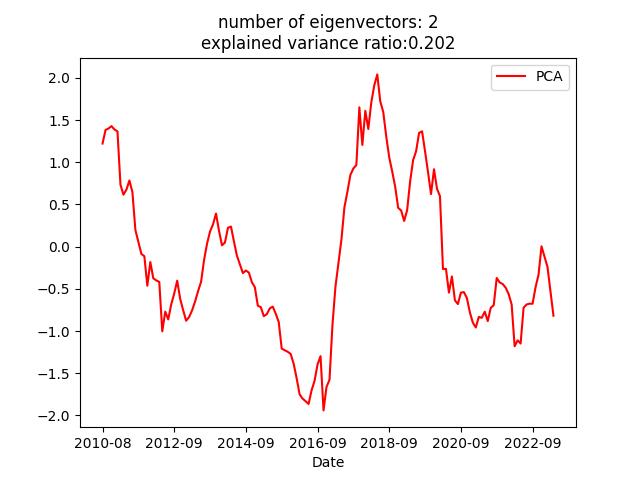 number of eigenvectors: 2
explained variance ratio:0.202
PCA
2.0
1.5
1.0
0.5
0.0
−0.5
−1.0
−1.5
−2.0
2010-08 2012-09 2014-09 2016-09 2018-09 2020-09 2022-09
Date